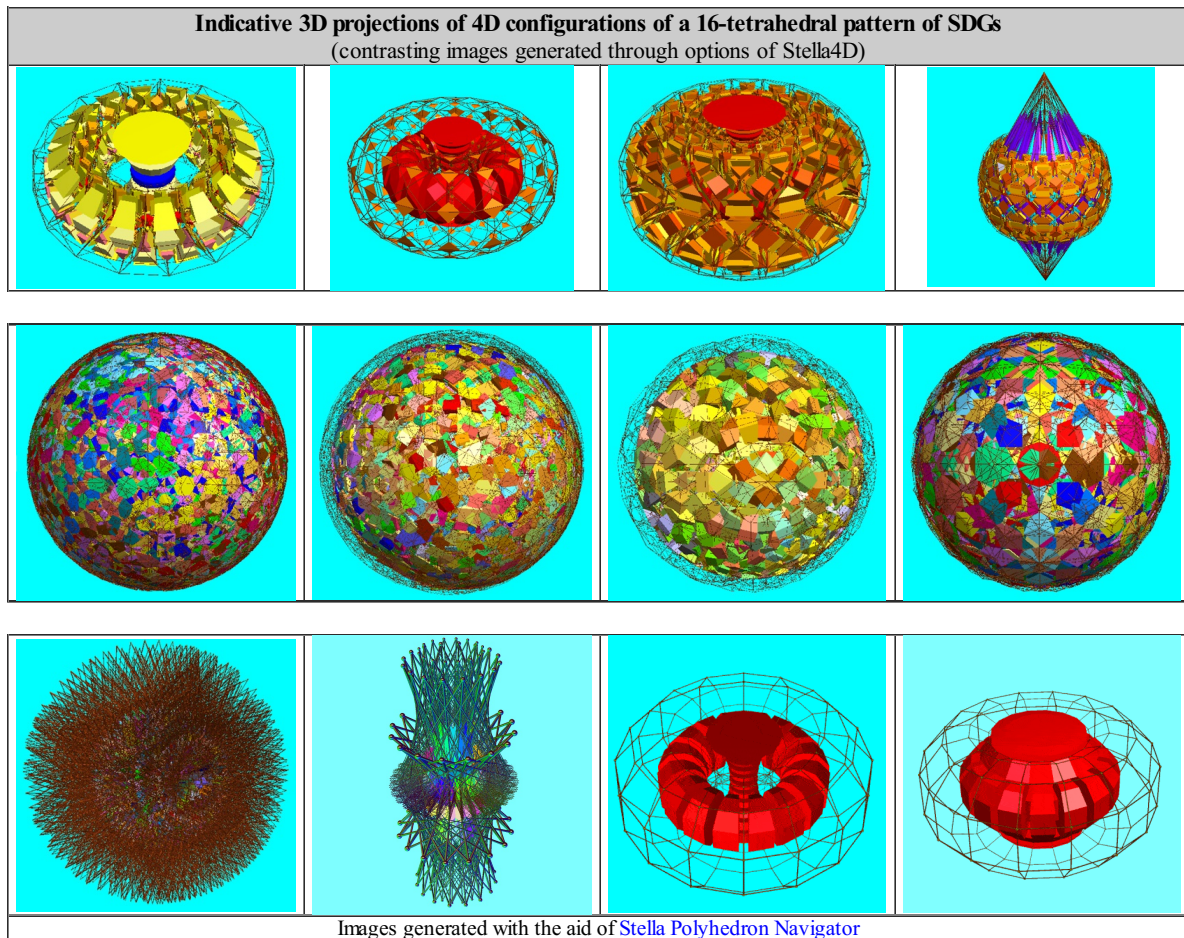 Indicative 3D projections of 4D configurations of a 16-tetrahedral pattern of SDGs
(contrasting images generated through options of Stella4D)
Images generated with the aid of Stella Polyhedron Navigator